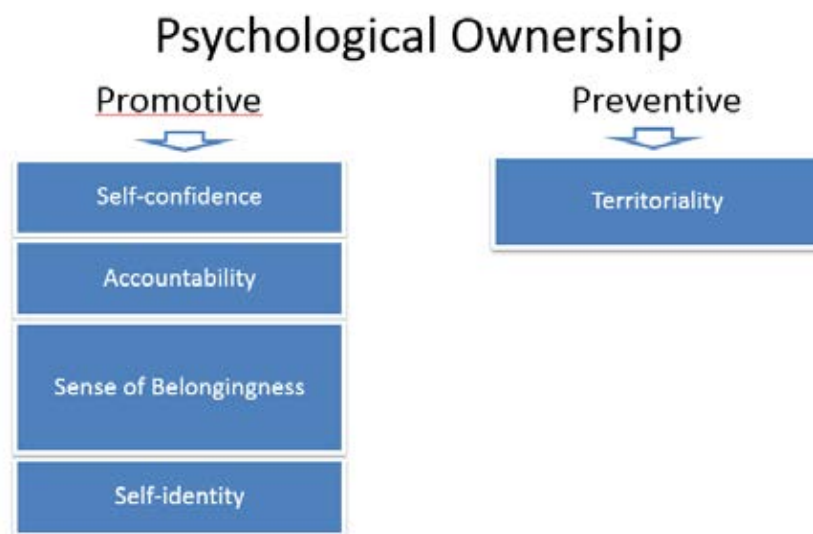 Psychological Ownership
Promotive
Preventive
Self-confidence
Territoriality
Accountability
Sense of Belongingness
Self-identity